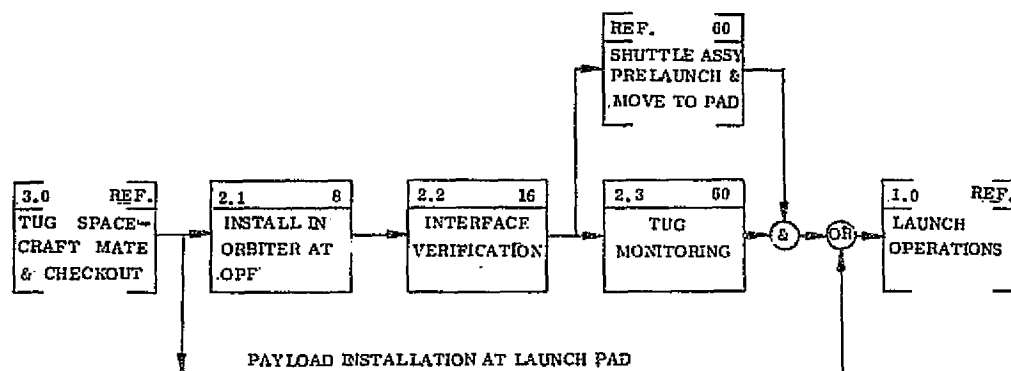 REF. 60
SHUTTLE ASSY
PRELAUNCH &
MOVE TO PAD
3.0 REF.
TUG SPACE-
CRAFT MATE
& CHECKOUT
2.1 8
INSTALL IN
ORBITER AT
OPF
2.2 16
INTERFACE
VERIFICATION
2.3 60
TUG
MONITORING
&
OR
1.0 REF.
LAUNCH
OPERATIONS
PAYLOAD INSTALLATION AT LAUNCH PAD